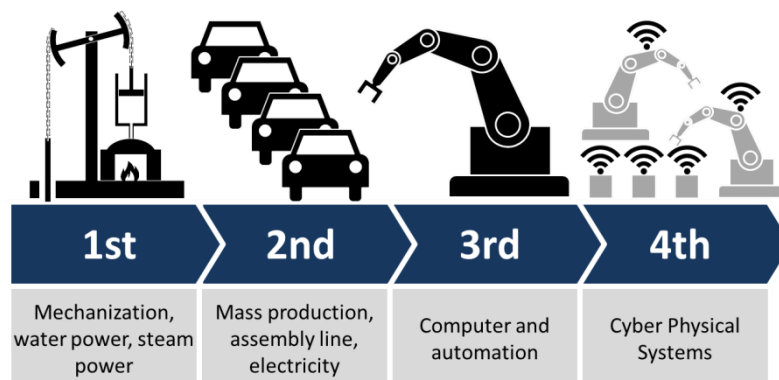 1st
2nd
3rd
4th
Mechanization,
water power, steam
power
Mass production,
assembly line,
electricity
Computer and
automation
Cyber Physical
Systems